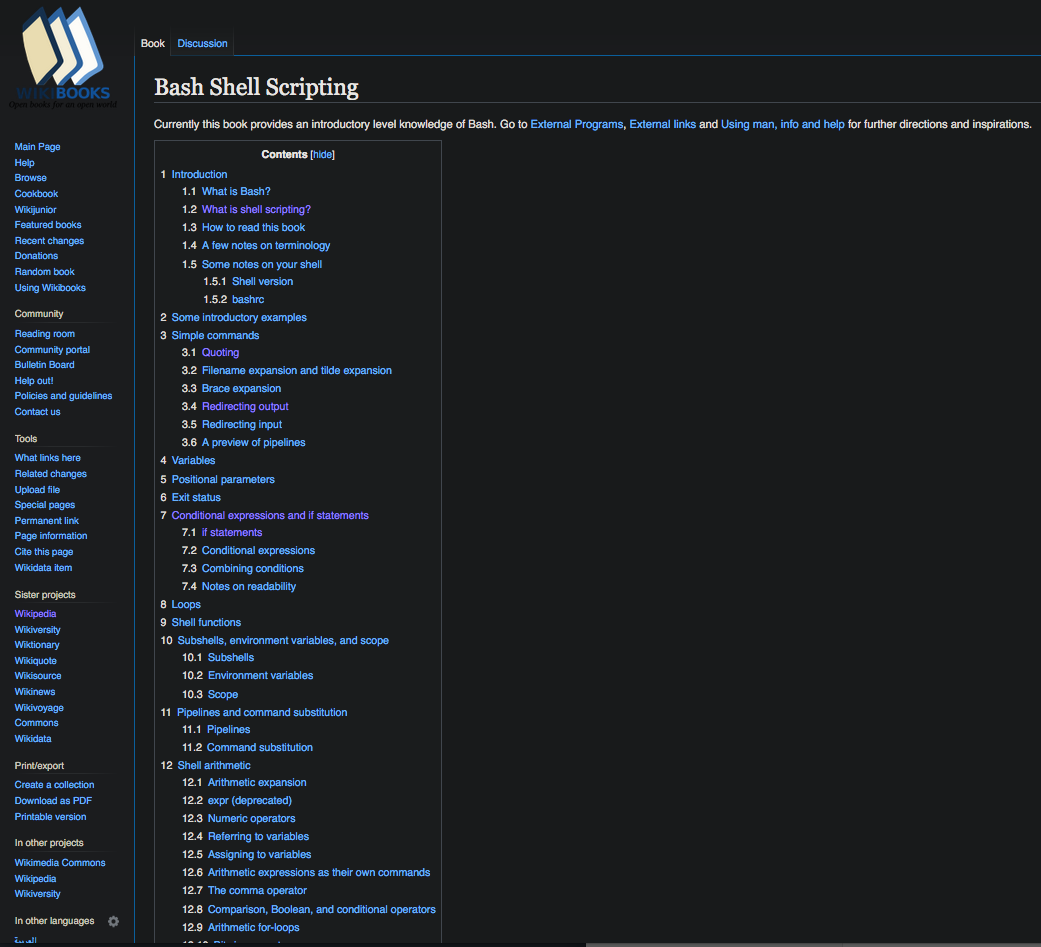 WIKIBOOKS
Open books for an open world
Main Page
Help
Browse
Cookbook
Wikijunior
Featured books
Recent changes
Donations
Random book
Using Wikibooks
Community
Reading room
Community portal
Bulletin Board
Help out!
Policies and guidelines
Contact us
Tools
What links here
Related changes
Upload file
Special pages
Permanent link
Page information
Cite this page
Wikidata item
Sister projects
Wikipedia
Wikiversity
Wiktionary
Wikiquote
Wikisource
Wikinews
Wikivoyage
Commons
Wikidata
Print/export
Create a collection
Download as PDF
Printable version
In other projects
Wikimedia Commons
Wikipedia
Wikiversity
In other languages
Book Discussion
Bash Shell Scripting
Currently this book provides an introductory level knowledge of Bash. Go to External Programs, External links and Using man, info and help for further directions and inspirations.
Contents [hide]
1 Introduction
1.1 What is Bash?
1.2 What is shell scripting?
1.3 How to read this book
1.4 A few notes on terminology
1.5 Some notes on your shell
1.5.1 Shell version
1.5.2 bashrc
2 Some introductory examples
3 Simple commands
3.1 Quoting
3.2 Filename expansion and tilde expansion
3.3 Brace expansion
3.4 Redirecting output
3.5 Redirecting input
3.6 A preview of pipelines
4 Variables
5 Positional parameters
6 Exit status
7 Conditional expressions and if statements
7.1 if statements
7.2 Conditional expressions
7.3 Combining conditions
7.4 Notes on readability
8 Loops
9 Shell functions
10 Subshells, environment variables, and scope
10.1 Subshells
10.2 Environment variables
10.3 Scope
11 Pipelines and command substitution
11.1 Pipelines
11.2 Command substitution
12 Shell arithmetic
12.1 Arithmetic expansion
12.2 expr (deprecated)
12.3 Numeric operators
12.4 Referring to variables
12.5 Assigning to variables
12.6 Arithmetic expressions as their own commands
12.7 The comma operator
12.8 Comparison, Boolean, and conditional operators
12.9 Arithmetic for-loops